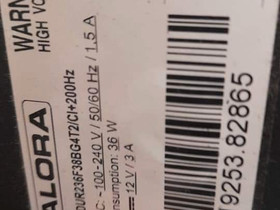 WARN
HIGH VO
ALORA
DUR236F38BG4T2/CI+200Hz
C: ~100-240 V / 50/60 Hz / 1.5 A
onsumption: 36 W
12 V / 3 A
9253.82865